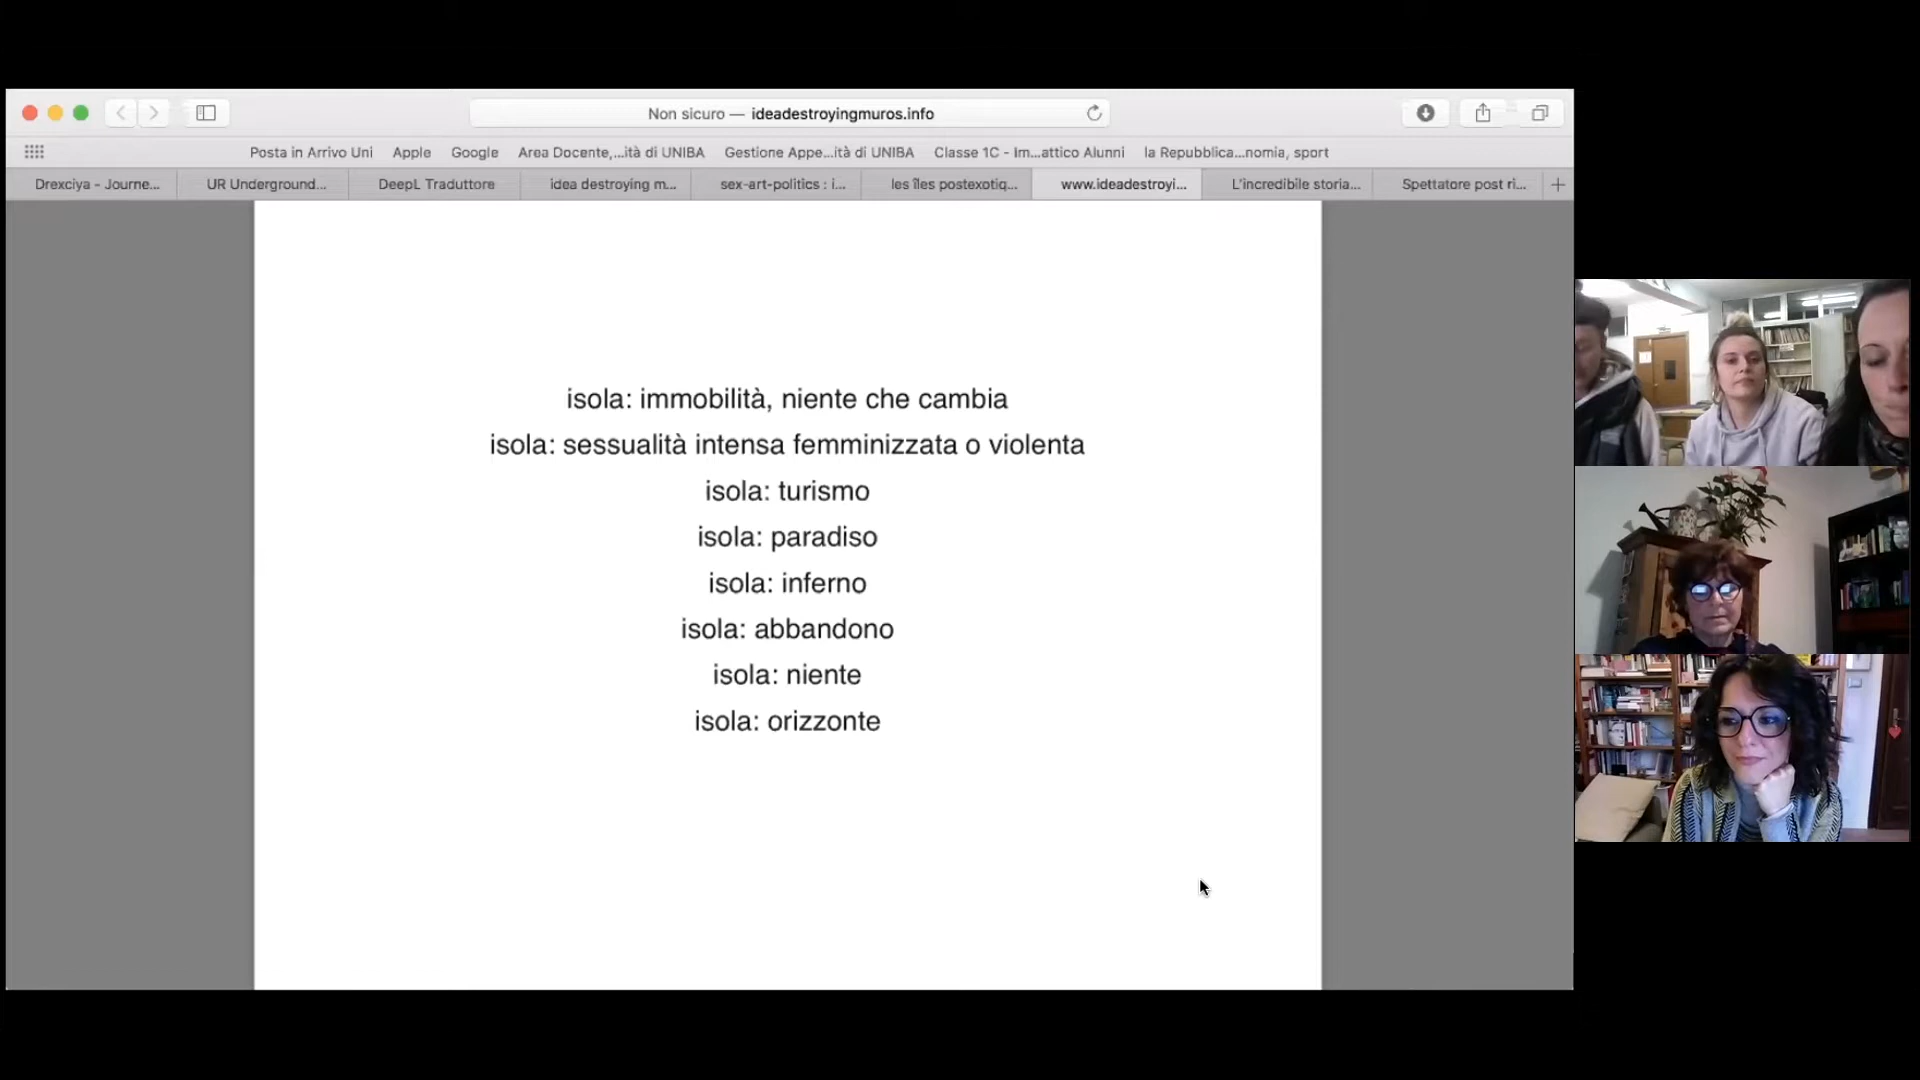 Non sicuro — ideadestroyingmuros.info
Posta in Arrivo Uni Apple Google Area Docente,...ità di UNIBA Gestione Appe...ità di UNIBA Classe 1C - Im...attico Alunni la Repubblica...nomia, sport
Drexciya - Journe... UR Underground... DeepL Traduttore idea destroying m... sex-art-politics : i... les îles postexotiq... www.ideadestroyi... L'incredibile storia... Spettatore post ri...
isola: immobilità, niente che cambia
isola: sessualità intensa femminizzata o violenta
isola: turismo
isola: paradiso
isola: inferno
isola: abbandono
isola: niente
isola: orizzonte